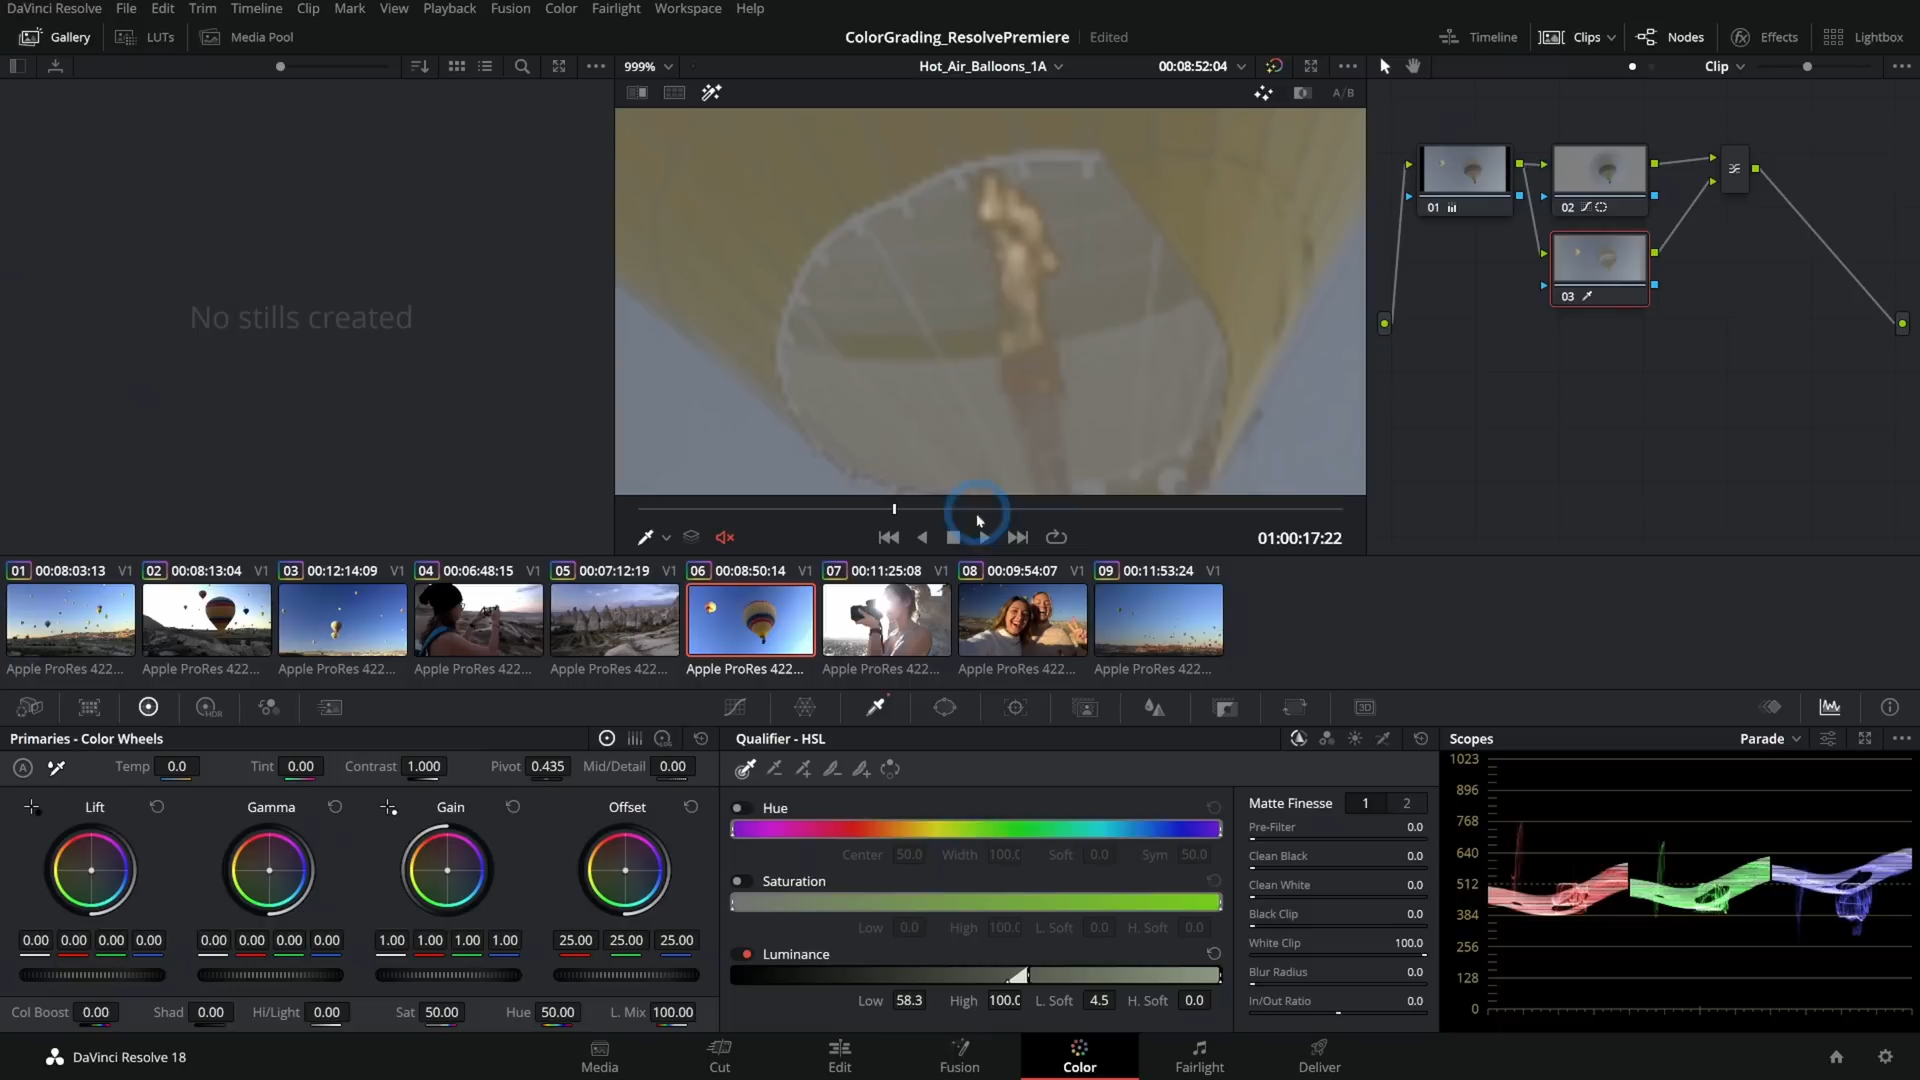 DaVinci Resolve File Edit Trim Timeline Clip Mark View Playback Fusion Color Fairlight Workspace Help
Gallery LUTs Media Pool ColorGrading_ResolvePremiere Edited Timeline Clips Nodes Effects Lightbox
999% Hot_Air_Balloons_1A 00:08:52:04 Clip
A/B
No stills created
01
02
03
01:00:17:22
01 00:08:03:13 V1 02 00:08:13:04 V1 03 00:12:14:09 V1 04 00:06:48:15 V1 05 00:07:12:19 V1 06 00:08:50:14 V1 07 00:11:25:08 V1 08 00:09:54:07 V1 09 00:11:53:24 V1
Apple ProRes 422... Apple ProRes 422... Apple ProRes 422... Apple ProRes 422... Apple ProRes 422... Apple ProRes 422... Apple ProRes 422... Apple ProRes 422... Apple ProRes 422...
HDR 3D
Primaries - Color Wheels Qualifier - HSL Scopes Parade
A Temp 0.0 Tint 0.00 Contrast 1.000 Pivot 0.435 Mid/Detail 0.00
Lift Gamma Gain Offset
0.00 0.00 0.00 0.00 0.00 0.00 0.00 0.00 1.00 1.00 1.00 1.00 25.00 25.00 25.00
Col Boost 0.00 Shad 0.00 Hi/Light 0.00 Sat 50.00 Hue 50.00 L. Mix 100.00
Hue
Center 50.0 Width 100.0 Soft 0.0 Sym 50.0
Saturation
Low 0.0 High 100.0 L. Soft 0.0 H. Soft 0.0
Luminance
Low 58.3 High 100.0 L. Soft 4.5 H. Soft 0.0
Matte Finesse 1 2
Pre-Filter 0.0
Clean Black 0.0
Clean White 0.0
Black Clip 0.0
White Clip 100.0
Blur Radius 0.0
In/Out Ratio 0.0
1023
896
768
640
512
384
256
128
0
DaVinci Resolve 18 Media Cut Edit Fusion Color Fairlight Deliver